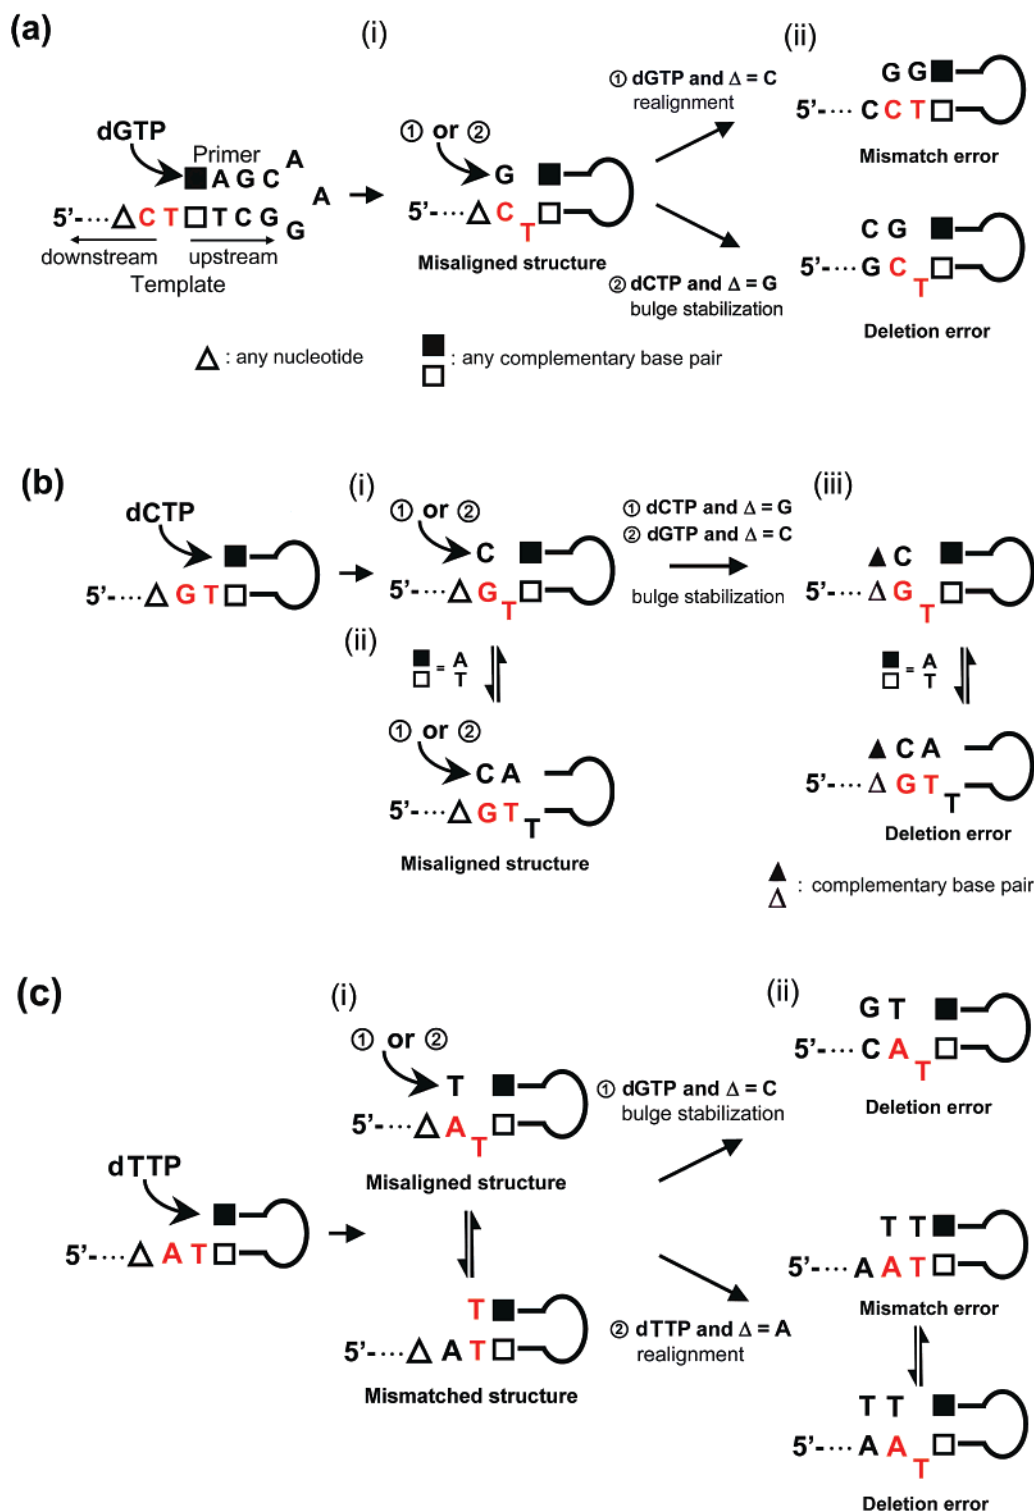 (a)
(i)
(ii)
dGTP
Primer
■ A G C A
A
5'-···· Δ C T □ T C G G
downstream
upstream
Template
① or ②
G ■
5'-···· Δ C □
T
Misaligned structure
① dGTP and Δ = C
realignment
② dCTP and Δ = G
bulge stabilization
G G ■
5'-···· C C T □
Mismatch error
C G ■
5'-···· G C □
T
Deletion error
Δ : any nucleotide
■
□ : any complementary base pair
(b)
(i)
(iii)
dCTP
■
5'-···· Δ G T □
① or ②
C ■
5'-···· Δ G □
T
(ii)
■ = A
□ T
① or ②
C A
5'-···· Δ G T
T
Misaligned structure
① dCTP and Δ = G
② dGTP and Δ = C
bulge stabilization
▲ C ■
5'-···· Δ G □
T
■ = A
□ T
▲ C A
5'-···· Δ G T
T
Deletion error
▲
Δ : complementary base pair
(c)
(i)
(ii)
dTTP
■
5'-···· Δ A T □
① or ②
T ■
5'-···· Δ A □
T
Misaligned structure
T ■
5'-···· Δ A T □
Mismatched structure
① dGTP and Δ = C
bulge stabilization
② dTTP and Δ = A
realignment
G T ■
5'-···· C A □
T
Deletion error
T T ■
5'-···· A A T □
Mismatch error
T T ■
5'-···· A A □
T
Deletion error